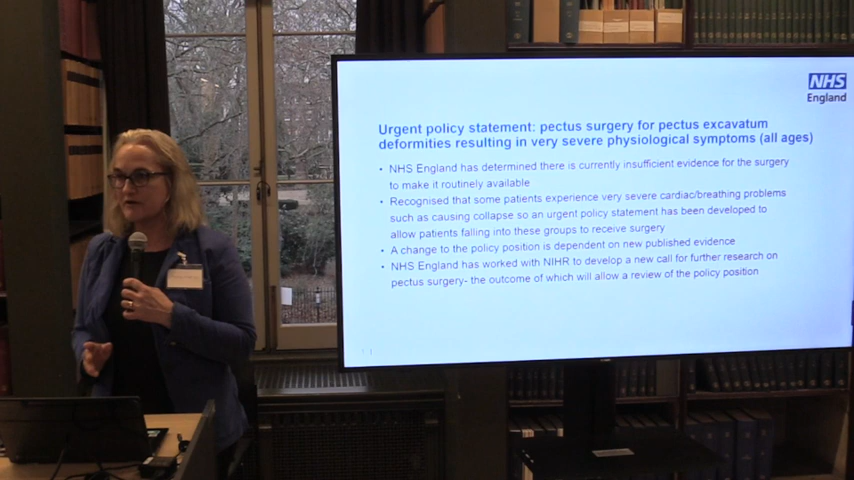 NHS
England
Urgent policy statement: pectus surgery for pectus excavatum
deformities resulting in very severe physiological symptoms (all ages)
• NHS England has determined there is currently insufficient evidence for the surgery
to make it routinely available
• Recognised that some patients experience very severe cardiac/breathing problems
such as causing collapse so an urgent policy statement has been developed to
allow patients falling into these groups to receive surgery
• A change to the policy position is dependent on new published evidence
• NHS England has worked with NIHR to develop a new call for further research on
pectus surgery- the outcome of which will allow a review of the policy position